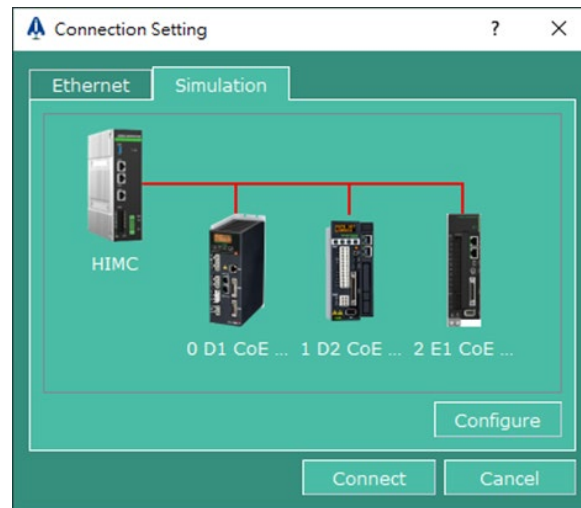 Connection Setting
?
Ethernet
Simulation
HIMC
0 D1 CoE ... 1 D2 CoE ... 2 E1 CoE ...
Configure
Connect
Cancel